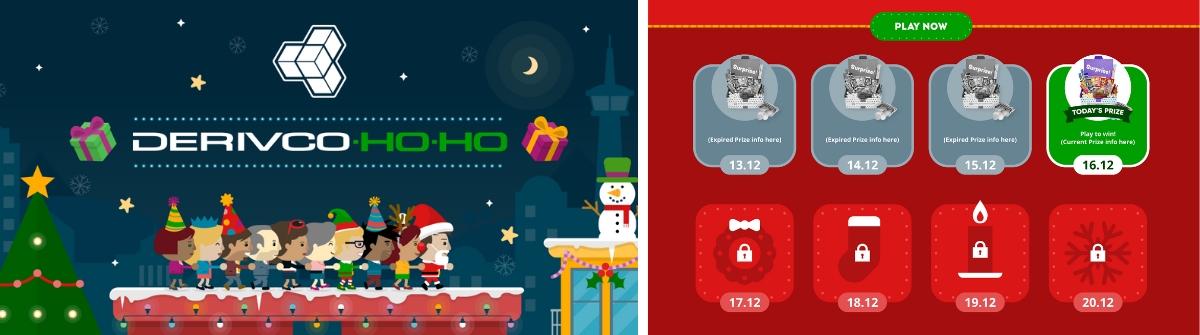 DERIVCO·HO·HO
PLAY NOW
Surprise!
Surprise!
Surprise!
Surprise!
TODAY'S PRIZE
(Expired Prize info here)
(Expired Prize info here)
(Expired Prize info here)
Play to win!
(Current Prize info here)
13.12
14.12
15.12
16.12
17.12
18.12
19.12
20.12